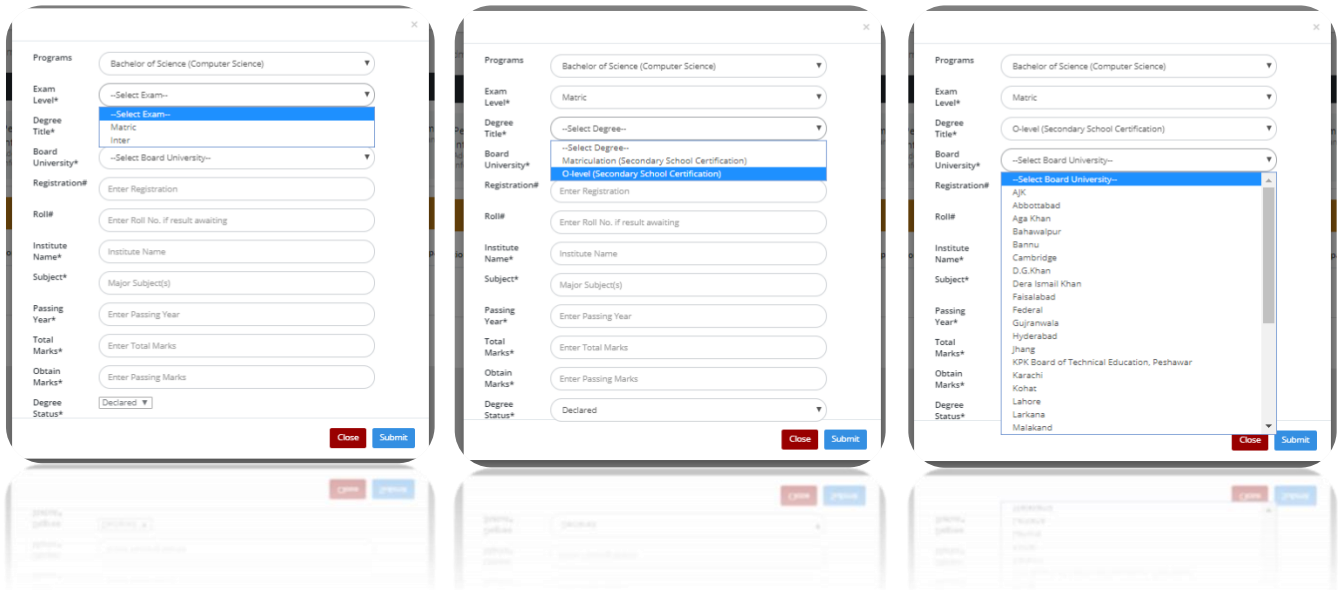 ×
Programs
Bachelor of Science (Computer Science)
Exam
Level*
--Select Exam--
--Select Exam--
Matric
Inter
Degree
Title*
Board
University*
--Select Board University--
Registration#
Enter Registration
Roll#
Enter Roll No. if result awaiting
Institute
Name*
Institute Name
Subject*
Major Subject(s)
Passing
Year*
Enter Passing Year
Total
Marks*
Enter Total Marks
Obtain
Marks*
Enter Passing Marks
Degree
Status*
Declared
Close Submit
×
Programs
Bachelor of Science (Computer Science)
Exam
Level*
Matric
Degree
Title*
--Select Degree--
--Select Degree--
Matriculation (Secondary School Certification)
O-level (Secondary School Certification)
Board
University*
Registration#
Enter Registration
Roll#
Enter Roll No. if result awaiting
Institute
Name*
Institute Name
Subject*
Major Subject(s)
Passing
Year*
Enter Passing Year
Total
Marks*
Enter Total Marks
Obtain
Marks*
Enter Passing Marks
Degree
Status*
Declared
Close Submit
×
Programs
Bachelor of Science (Computer Science)
Exam
Level*
Matric
Degree
Title*
O-level (Secondary School Certification)
Board
University*
--Select Board University--
Registration#
Roll#
Institute
Name*
Subject*
Passing
Year*
Total
Marks*
Obtain
Marks*
Degree
Status*
--Select Board University--
AJK
Abbottabad
Aga Khan
Bahawalpur
Bannu
Cambridge
D.G.Khan
Dera Ismail Khan
Faisalabad
Federal
Gujranwala
Hyderabad
Jhang
KPK Board of Technical Education, Peshawar
Karachi
Kohat
Lahore
Larkana
Malakand
Close Submit